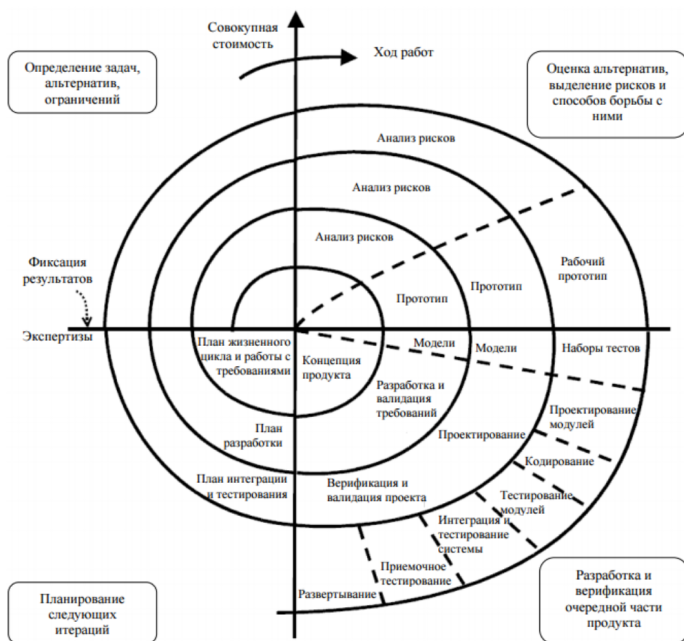 Совокупная
стоимость
Ход работ
Определение задач,
альтернатив,
ограничений
Оценка альтернатив,
выделение рисков и
способов борьбы с
ними
Анализ рисков
Анализ рисков
Анализ рисков
Фиксация
результатов
Рабочий
прототип
Прототип
Прототип
Экспертизы
План жизненного
цикла и работы с
требованиями
Концепция
продукта
Модели
Модели
Наборы тестов
Разработка и
валидация
требований
Проектирование
модулей
План
разработки
Проектирование
Кодирование
План интеграции
и тестирования
Верификация и
валидация проекта
Тестирование
модулей
Интеграция и
тестирование
системы
Приемочное
тестирование
Развертывание
Планирование
следующих
итераций
Разработка и
верификация
очередной части
продукта